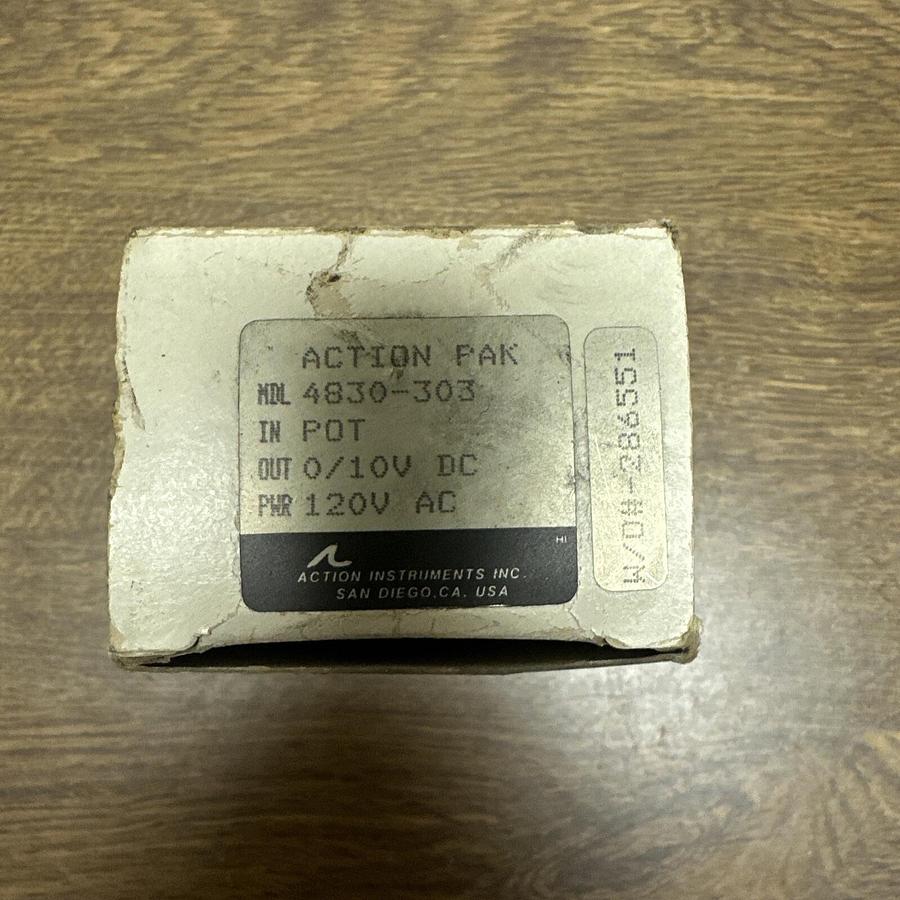 ACTION PAK
MDL 4830-303
IN POT
OUT 0/10V DC
PWR 120V AC
HI
ACTION INSTRUMENTS INC.
SAN DIEGO, CA. USA
W/O#-286551